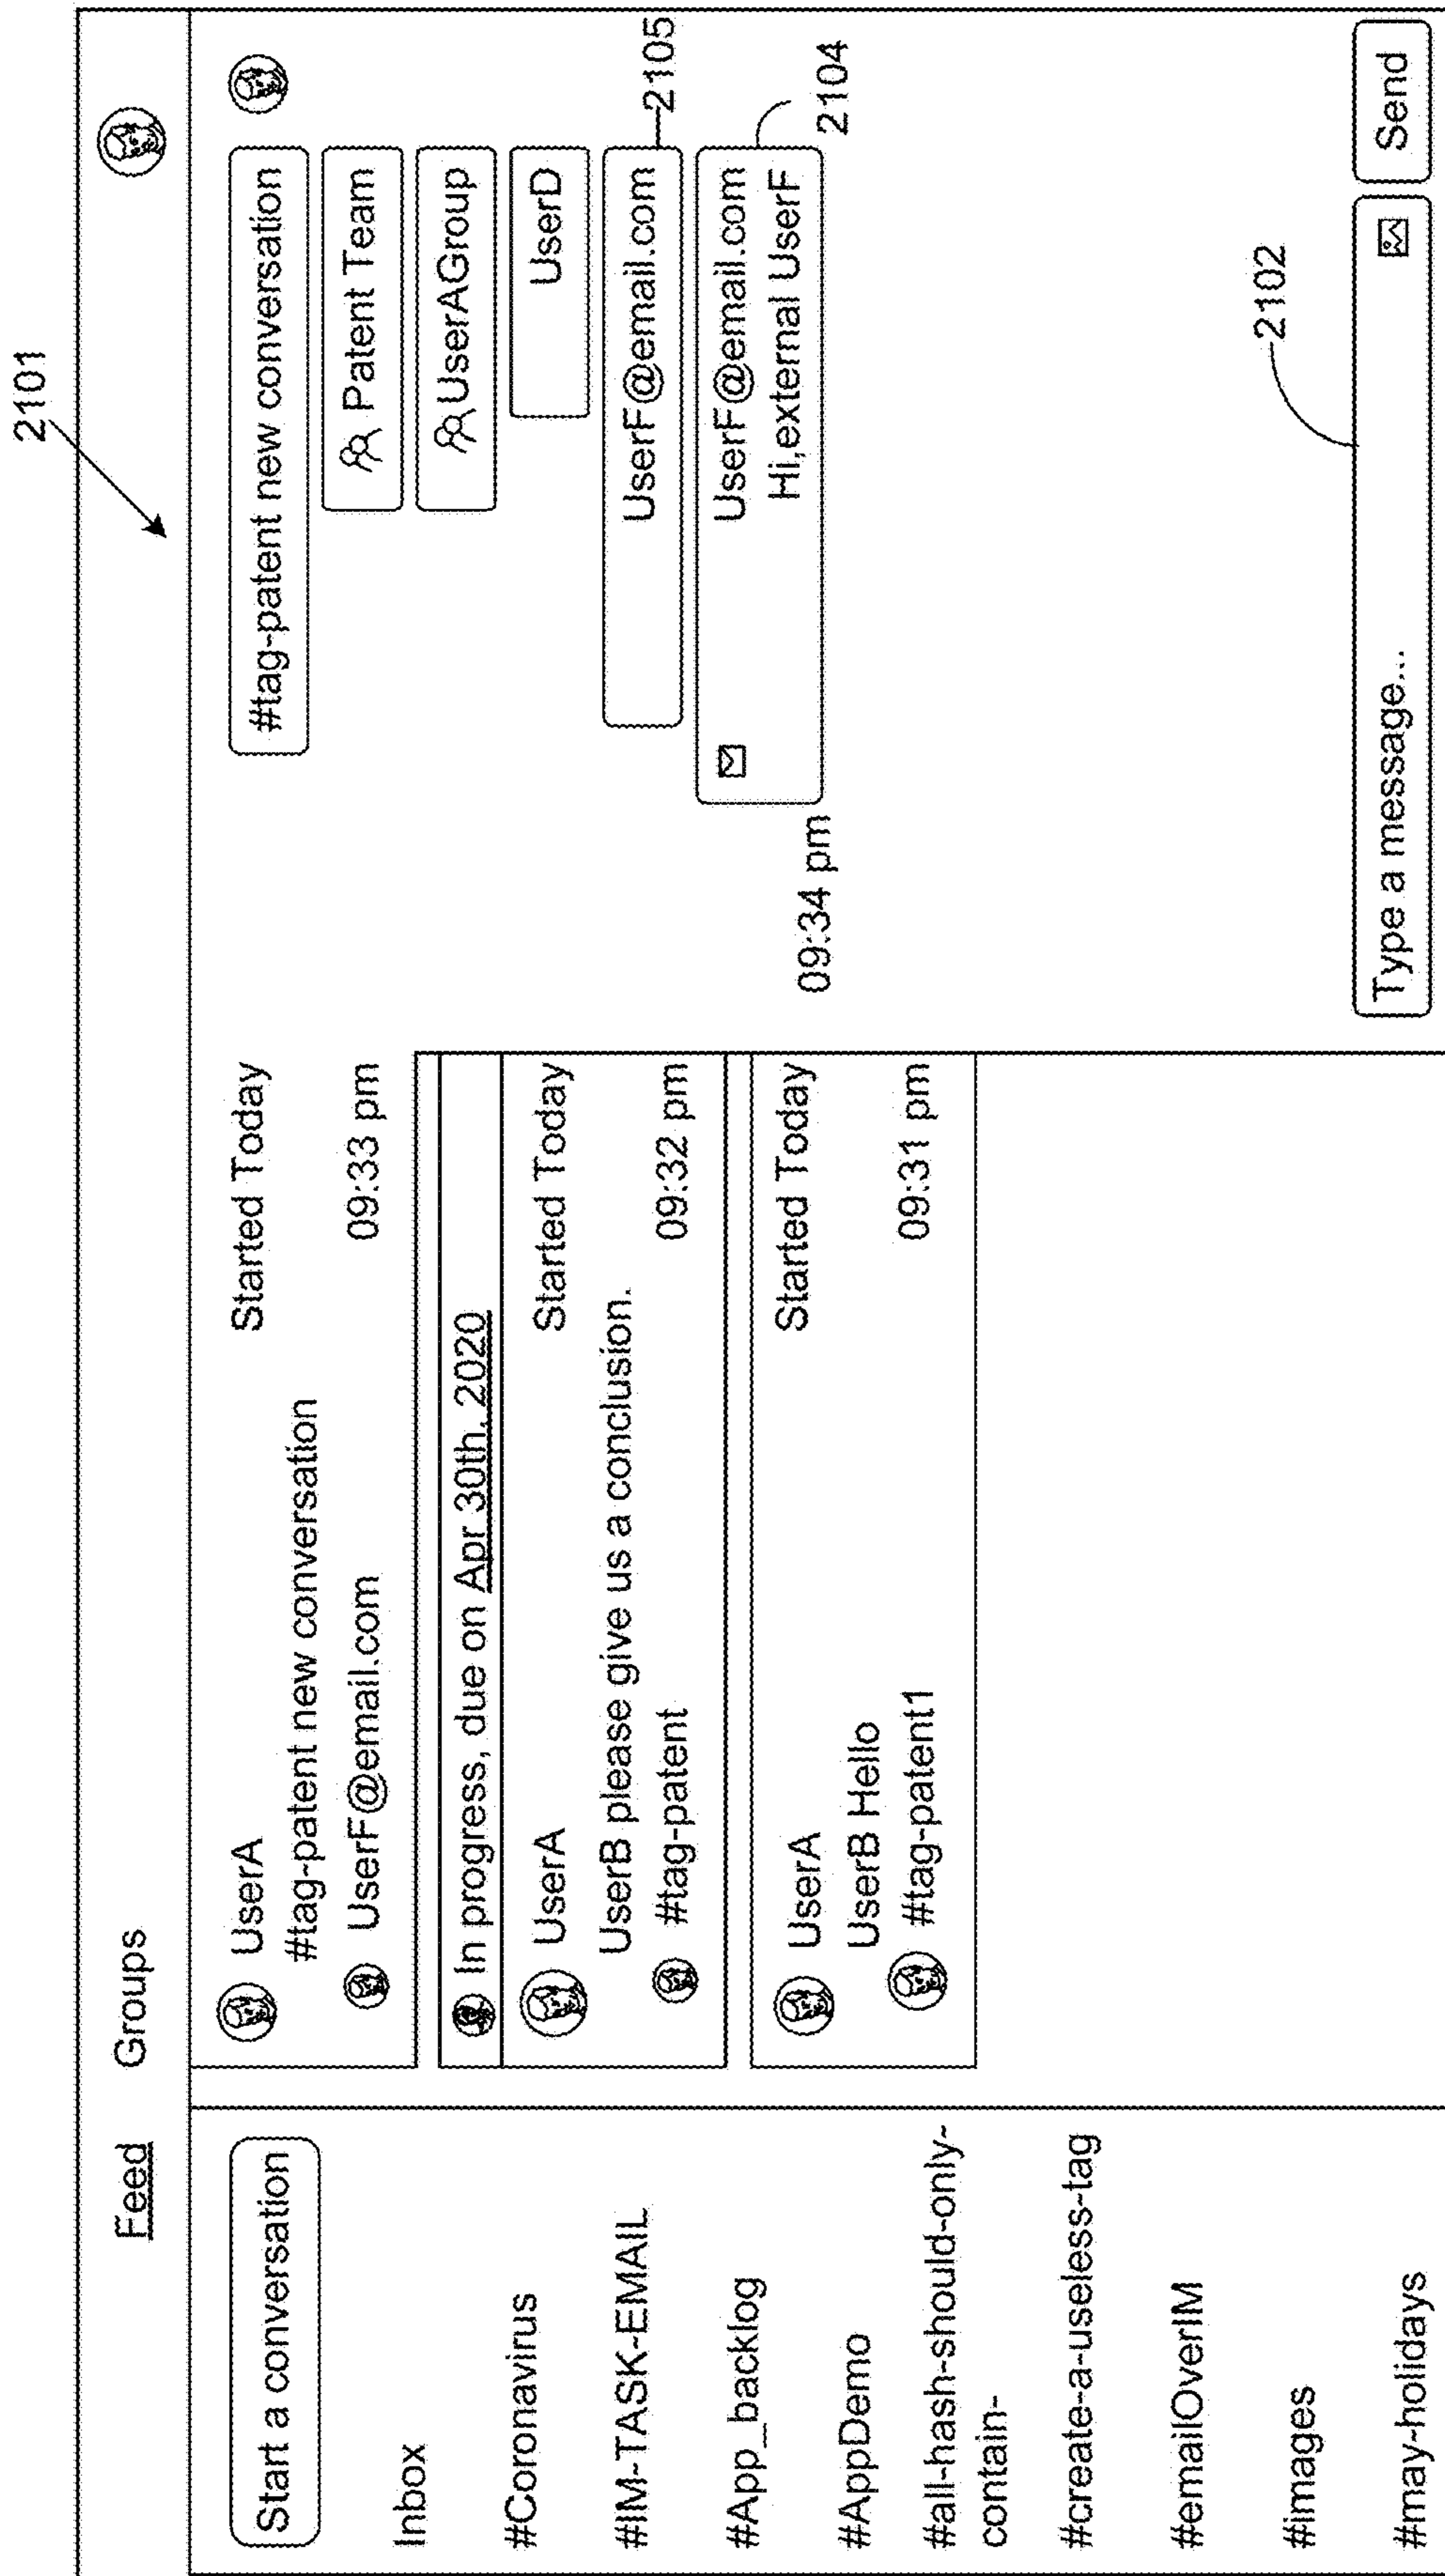 2101
Feed
Groups
Start a conversation
Inbox
#Coronavirus
#IM-TASK-EMAIL
#App_backlog
#AppDemo
#all-hash-should-only-
contain-
#create-a-useless-tag
#emailOverIM
#images
#may-holidays
UserA
Started Today
#tag-patent new conversation
UserF@email.com
09:33 pm
In progress, due on Apr 30th, 2020
UserA
Started Today
UserB please give us a conclusion.
#tag-patent
09:32 pm
UserA
Started Today
UserB Hello
#tag-patent1
09:31 pm
#tag-patent new conversation
Patent Team
UserAGroup
UserD
UserF@email.com
2105
UserF@email.com
Hi,external UserF
09:34 pm
2104
2102
Type a message...
Send